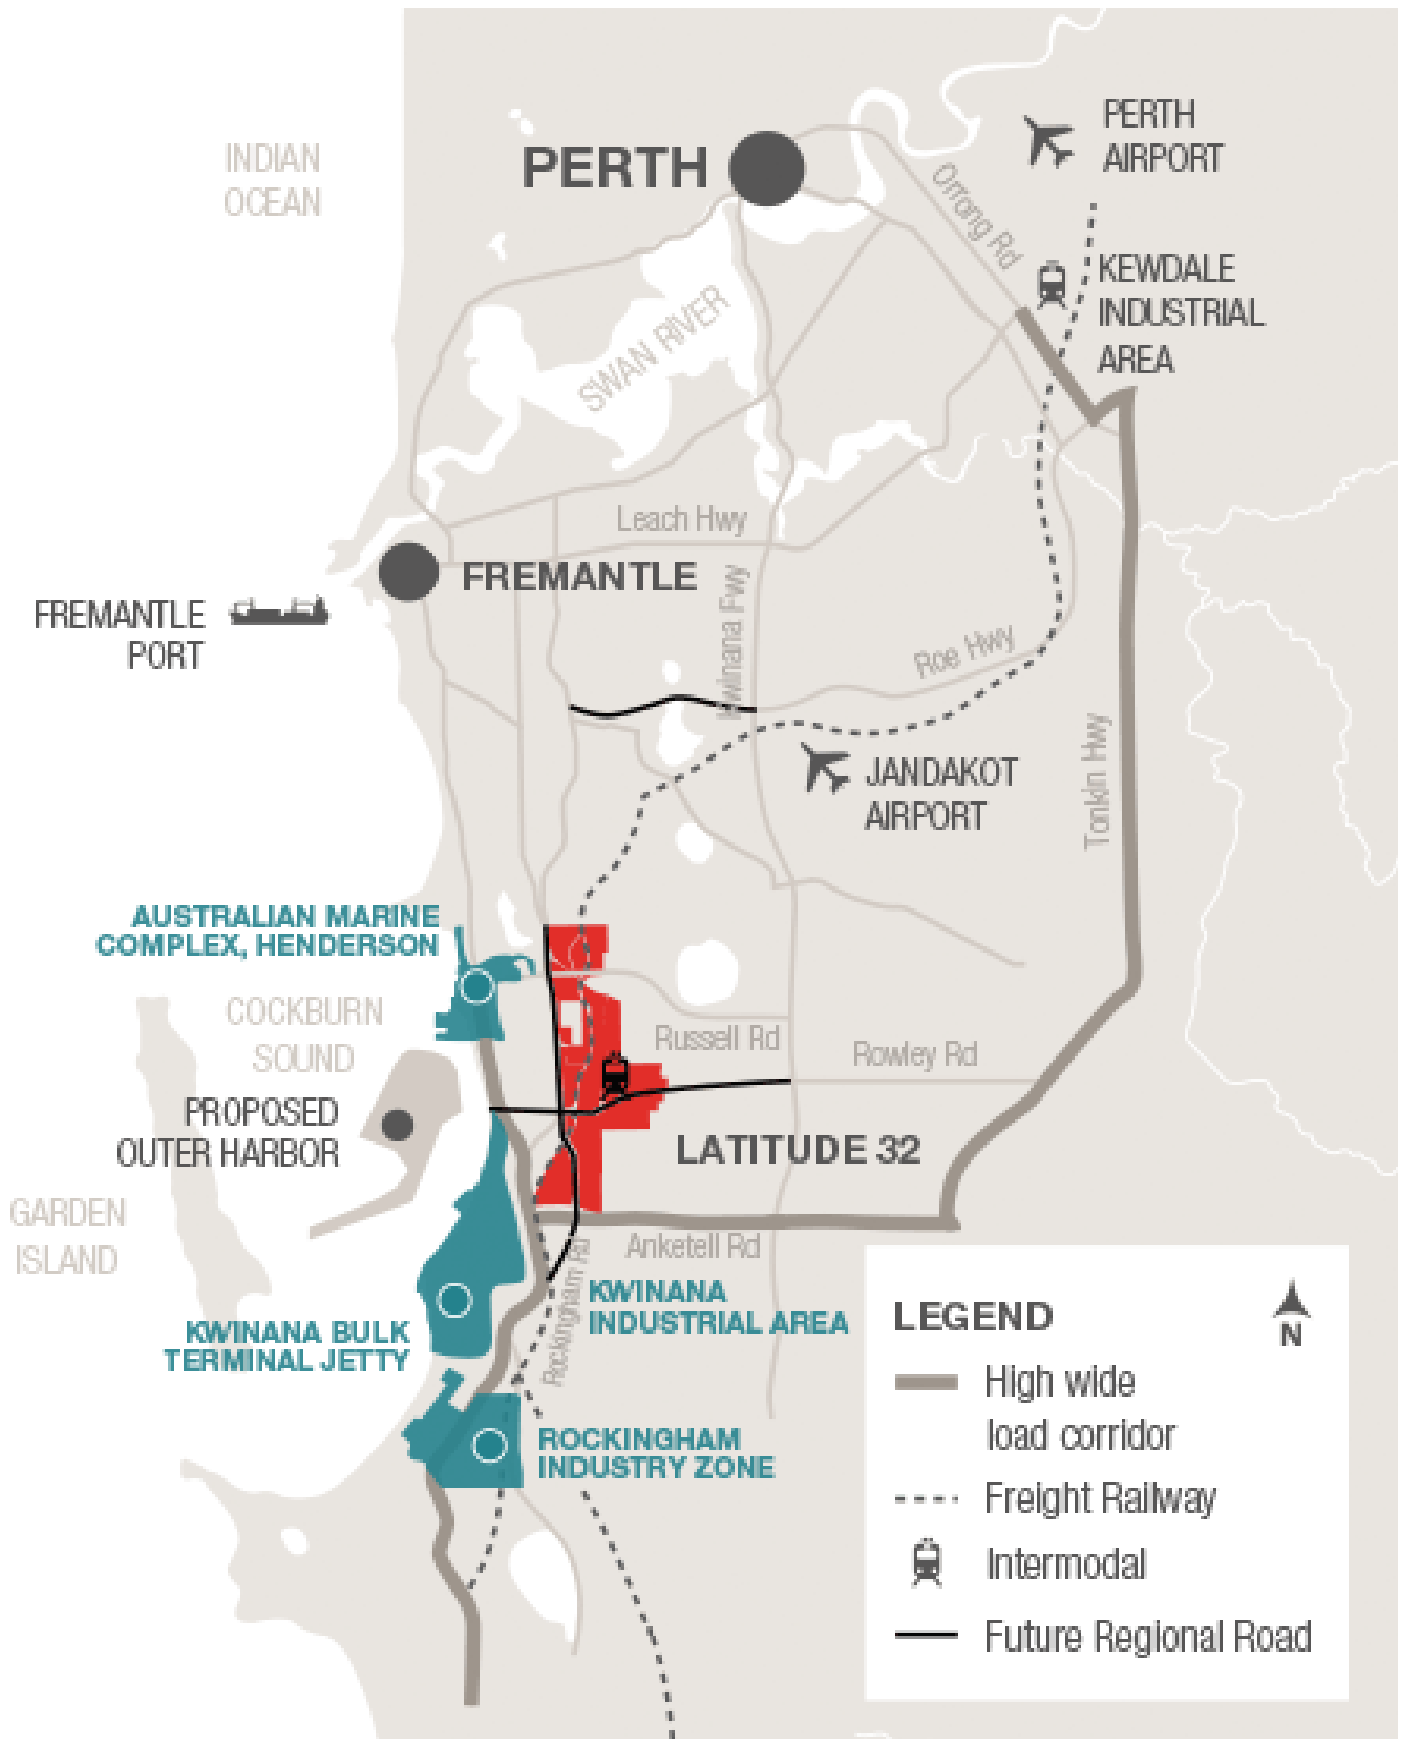 PERTH
AIRPORT
INDIAN
OCEAN
PERTH
Orrong Rd
KEWDALE
INDUSTRIAL
AREA
SWAN RIVER
Leach Hwy
FREMANTLE
FREMANTLE
PORT
Kwinana Fwy
Roe Hwy
Tonkin Hwy
JANDAKOT
AIRPORT
AUSTRALIAN MARINE
COMPLEX, HENDERSON
COCKBURN
SOUND
Russell Rd
Rowley Rd
PROPOSED
OUTER HARBOR
LATITUDE 32
GARDEN
ISLAND
Anketell Rd
Rockingham Rd
KWINANA
INDUSTRIAL AREA
KWINANA BULK
TERMINAL JETTY
ROCKINGHAM
INDUSTRY ZONE
LEGEND
N
High wide
load corridor
Freight Railway
Intermodal
Future Regional Road